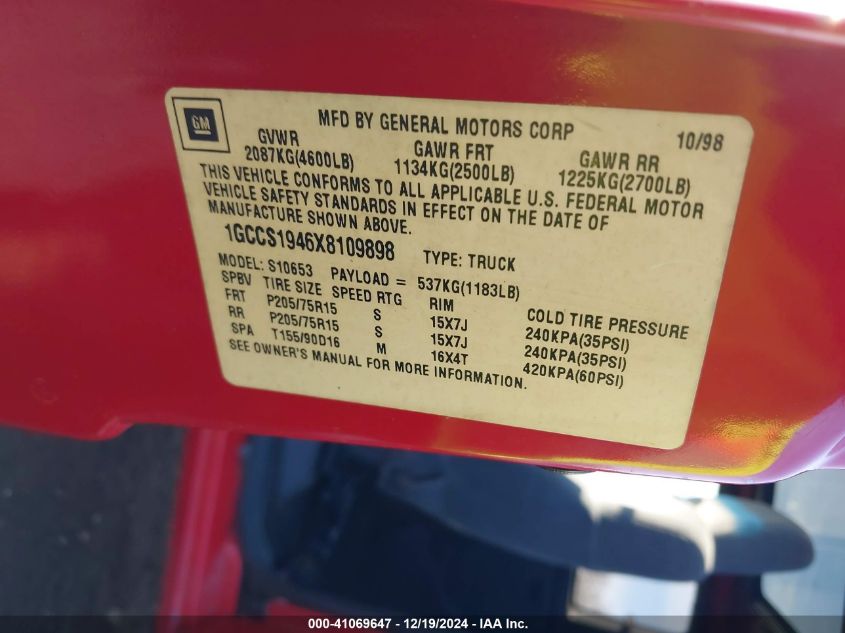 GM
MFD BY GENERAL MOTORS CORP 10/98
GVWR GAWR FRT GAWR RR
2087KG(4600LB) 1134KG(2500LB) 1225KG(2700LB)
THIS VEHICLE CONFORMS TO ALL APPLICABLE U.S. FEDERAL MOTOR
VEHICLE SAFETY STANDARDS IN EFFECT ON THE DATE OF
MANUFACTURE SHOWN ABOVE.
1GCCS1946X8109898 TYPE: TRUCK
MODEL: S10653 PAYLOAD = 537KG(1183LB)
SPBV TIRE SIZE SPEED RTG RIM COLD TIRE PRESSURE
FRT P205/75R15 S 15X7J 240KPA(35PSI)
RR P205/75R15 S 15X7J 240KPA(35PSI)
SPA T155/90D16 M 16X4T 420KPA(60PSI)
SEE OWNER'S MANUAL FOR MORE INFORMATION.
000-41069647 — 12/19/2024 — IAA Inc.